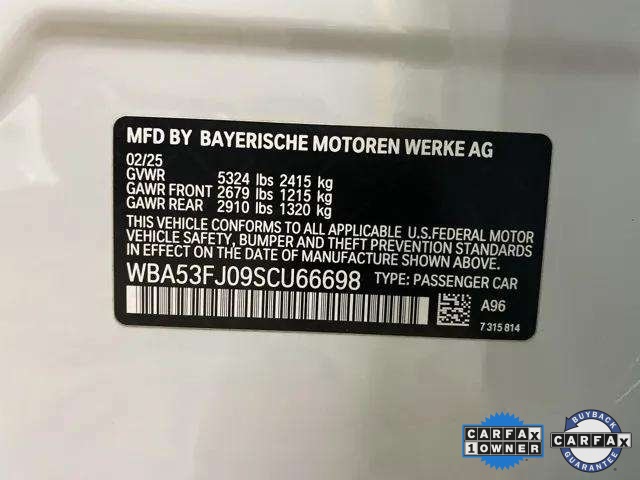 MFD BY BAYERISCHE MOTOREN WERKE AG
02/25
GVWR 5324 lbs 2415 kg
GAWR FRONT 2679 lbs 1215 kg
GAWR REAR 2910 lbs 1320 kg
THIS VEHICLE CONFORMS TO ALL APPLICABLE U.S.FEDERAL MOTOR
VEHICLE SAFETY, BUMPER AND THEFT PREVENTION STANDARDS
IN EFFECT ON THE DATE OF MANUFACTURE SHOWN ABOVE.
WBA53FJ09SCU66698 TYPE: PASSENGER CAR
A96
7 315 814
CARFAX
1 OWNER
BUYBACK
CARFAX
GUARANTEE